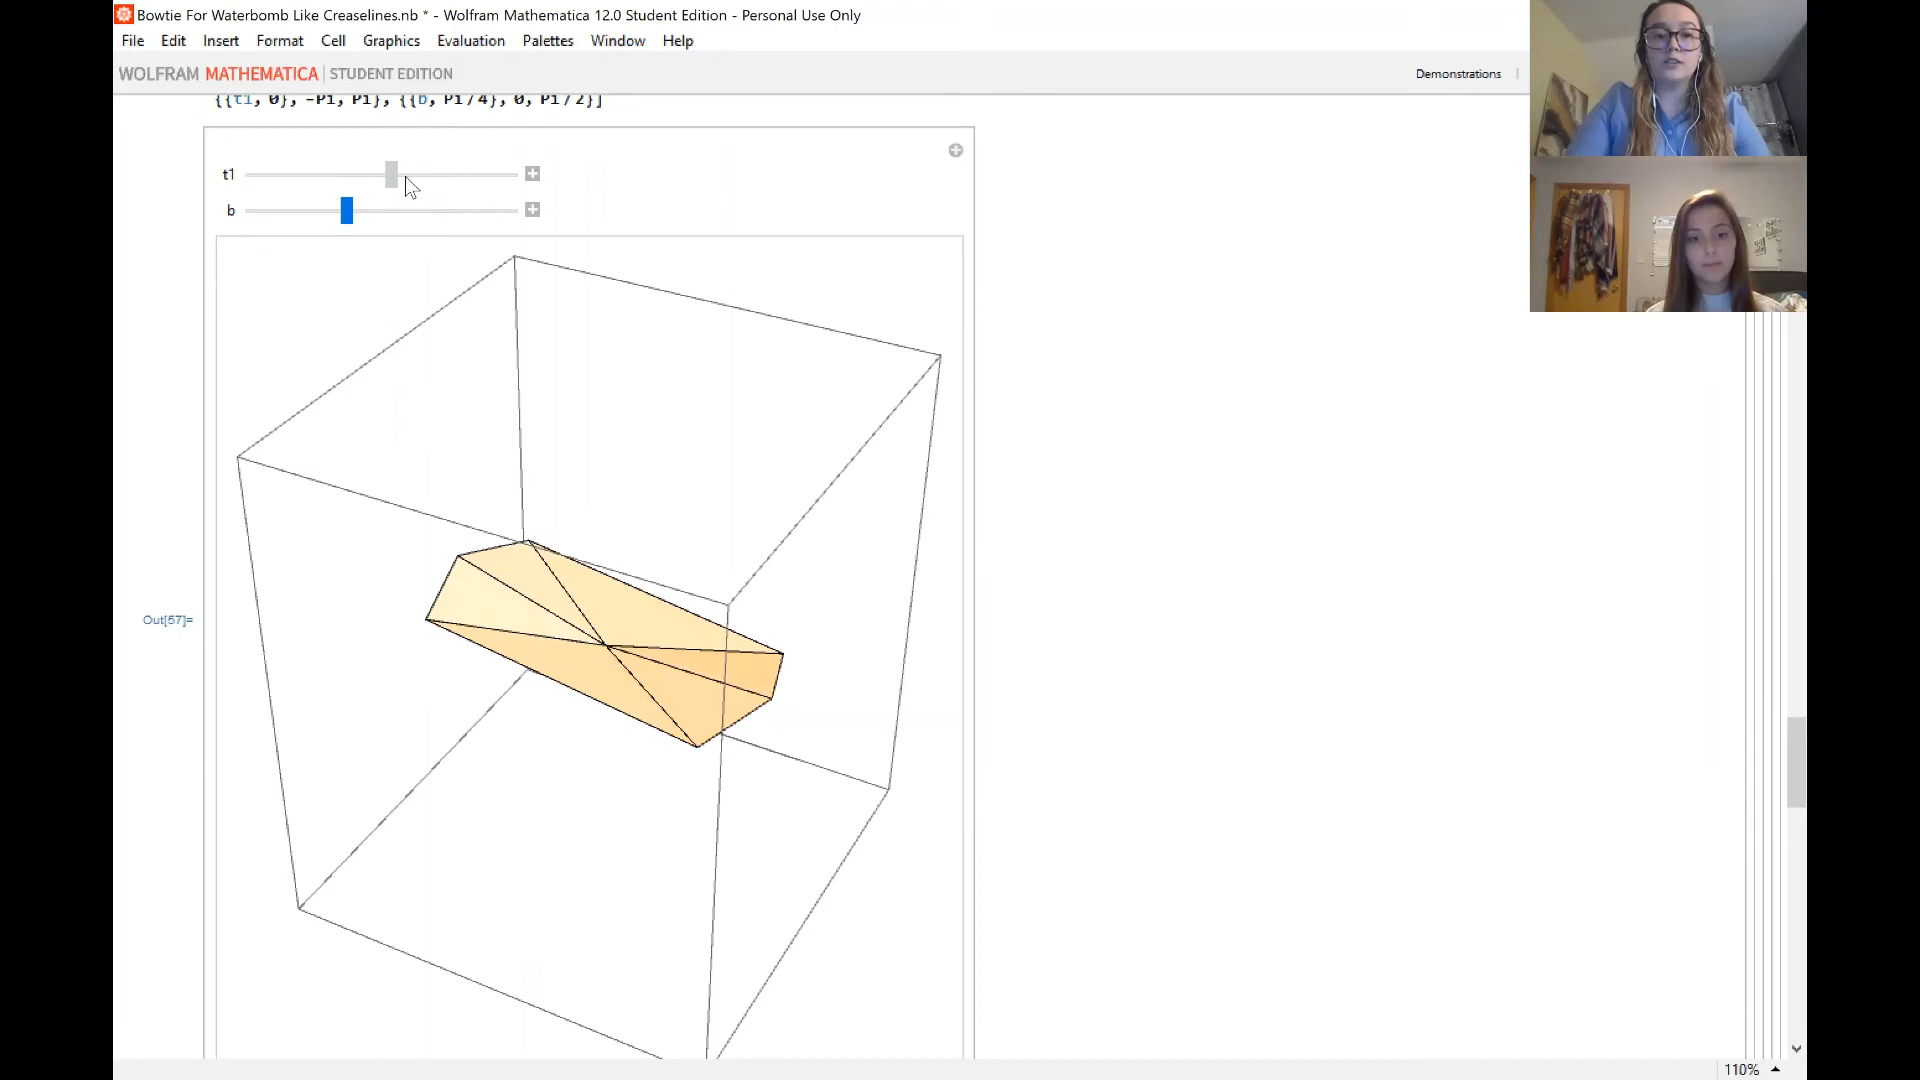 Bowtie For Waterbomb Like Creaselines.nb * - Wolfram Mathematica 12.0 Student Edition - Personal Use Only
File Edit Insert Format Cell Graphics Evaluation Palettes Window Help
WOLFRAM MATHEMATICA | STUDENT EDITION Demonstrations
{{t1, 0}, -Pi, Pi}, {{b, Pi/4}, 0, Pi/2}]
t1
b
Out[57]=
110%